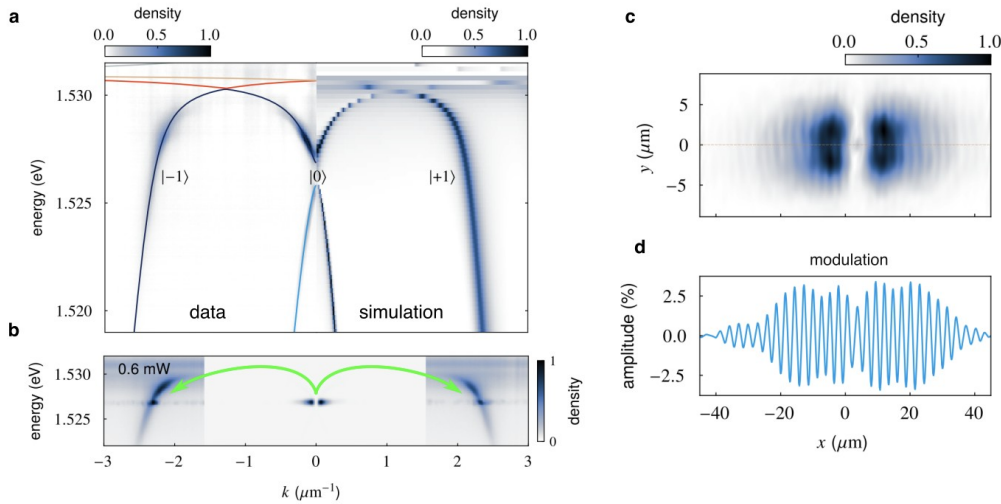 a
density
0.0 0.5 1.0
density
0.0 0.5 1.0
energy (eV)
1.530
1.525
1.520
|−1⟩
|0⟩
|+1⟩
data
simulation
b
energy (eV)
1.530
1.525
0.6 mW
1
0
density
−3 −2 −1 0 1 2 3
k (μm⁻¹)
c
density
0.0 0.5 1.0
y (μm)
5
0
−5
d
modulation
amplitude (%)
2.5
0.0
−2.5
−40 −20 0 20 40
x (μm)